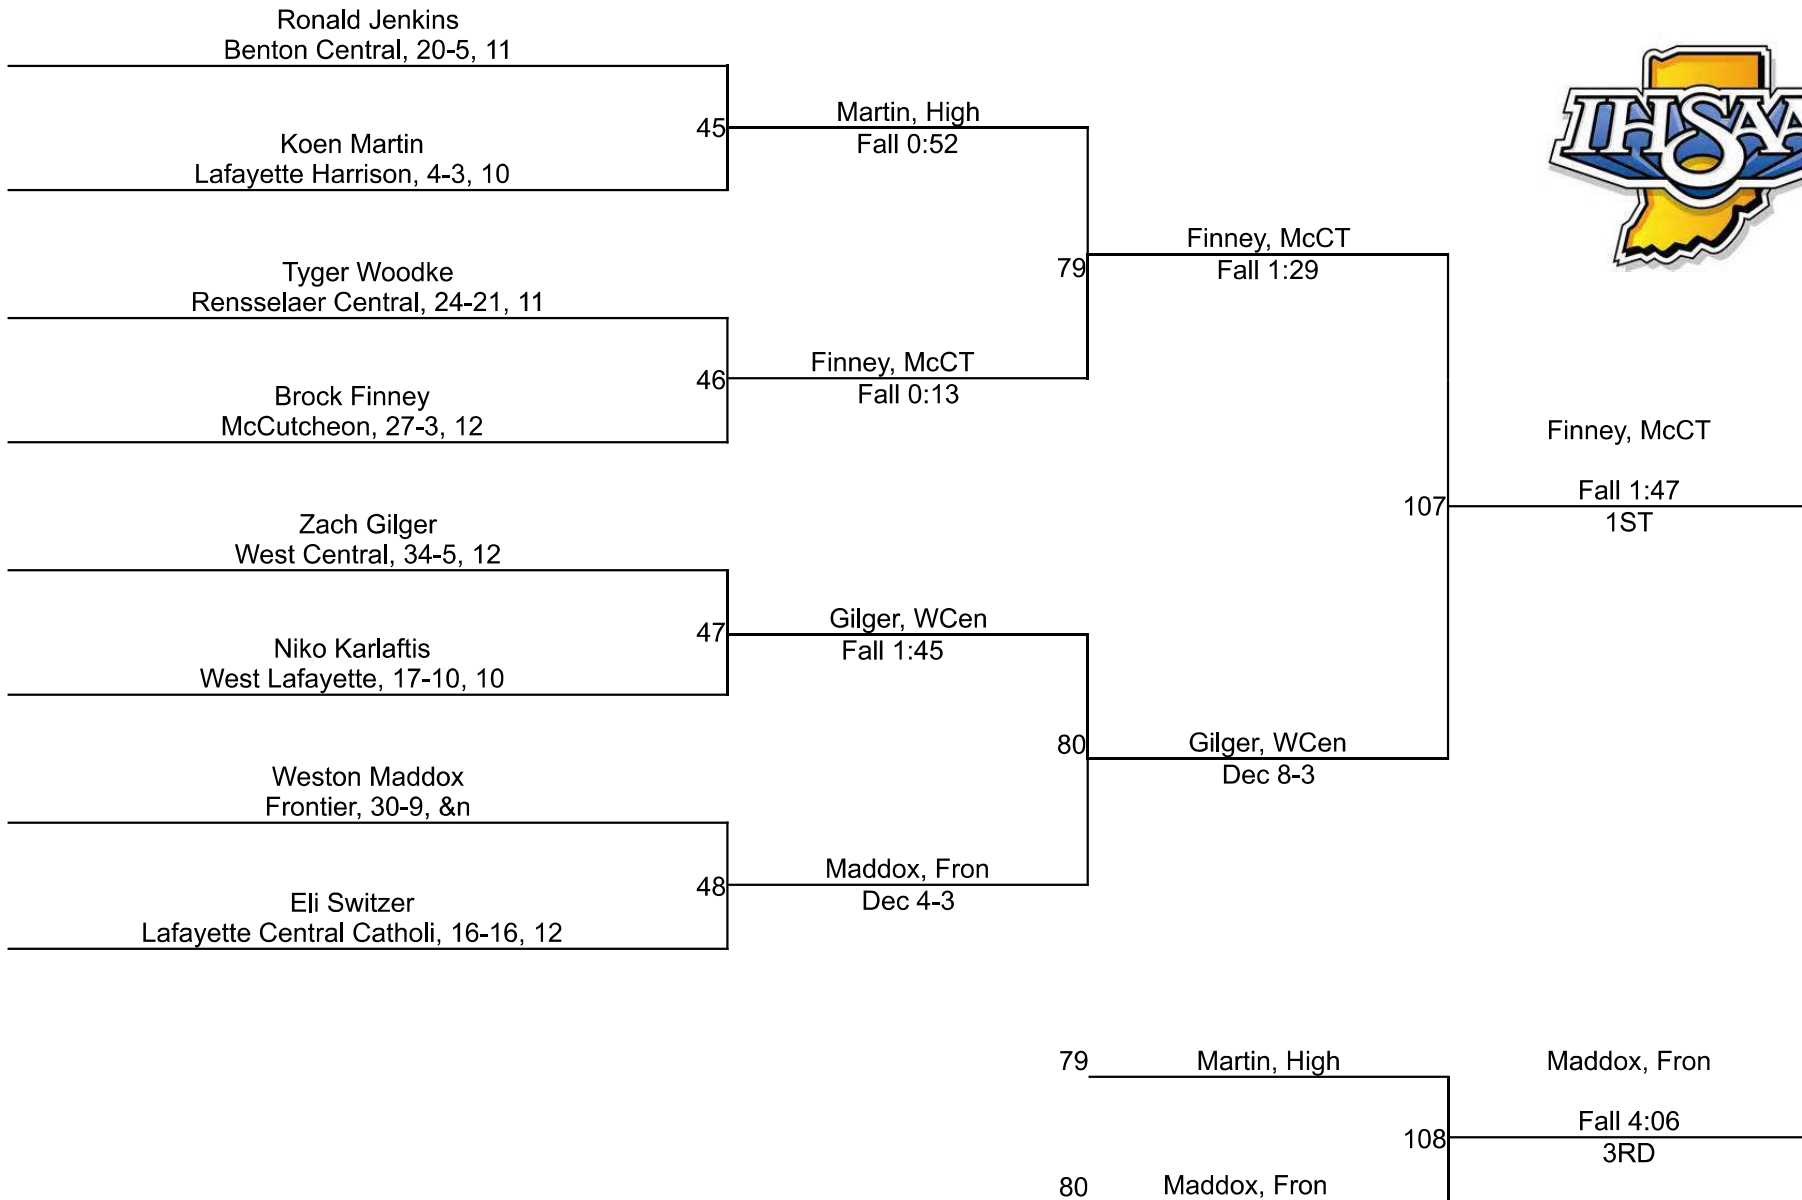 Ronald Jenkins
Benton Central, 20-5, 11
45
Martin, High
Fall 0:52
Koen Martin
Lafayette Harrison, 4-3, 10
IHSAA
79
Finney, McCT
Fall 1:29
Tyger Woodke
Rensselaer Central, 24-21, 11
46
Finney, McCT
Fall 0:13
Brock Finney
McCutcheon, 27-3, 12
Finney, McCT
107
Fall 1:47
1ST
Zach Gilger
West Central, 34-5, 12
47
Gilger, WCen
Fall 1:45
Niko Karlaftis
West Lafayette, 17-10, 10
80
Gilger, WCen
Dec 8-3
Weston Maddox
Frontier, 30-9, &n
48
Maddox, Fron
Dec 4-3
Eli Switzer
Lafayette Central Catholi, 16-16, 12
79
Martin, High
Maddox, Fron
108
Fall 4:06
3RD
80
Maddox, Fron